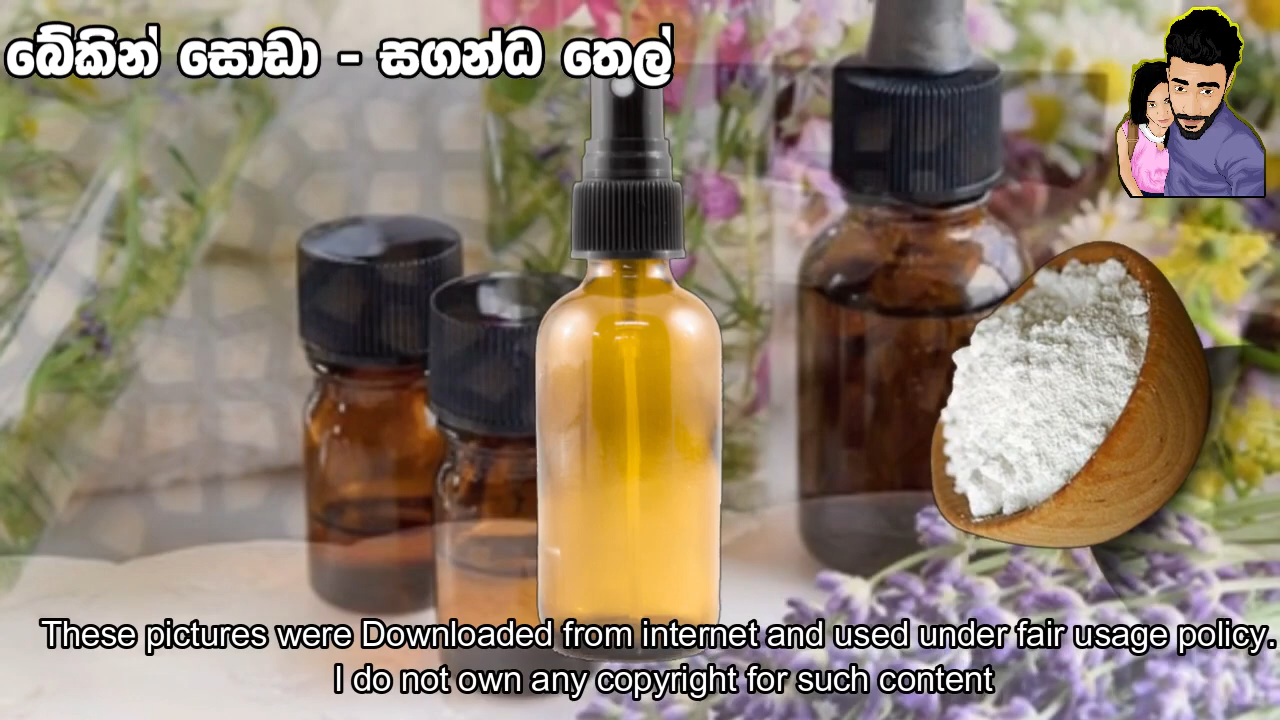 බේකින් සොඩා - සගන්ධ තෙල්
These pictures were Downloaded from internet and used under fair usage policy.
I do not own any copyright for such content